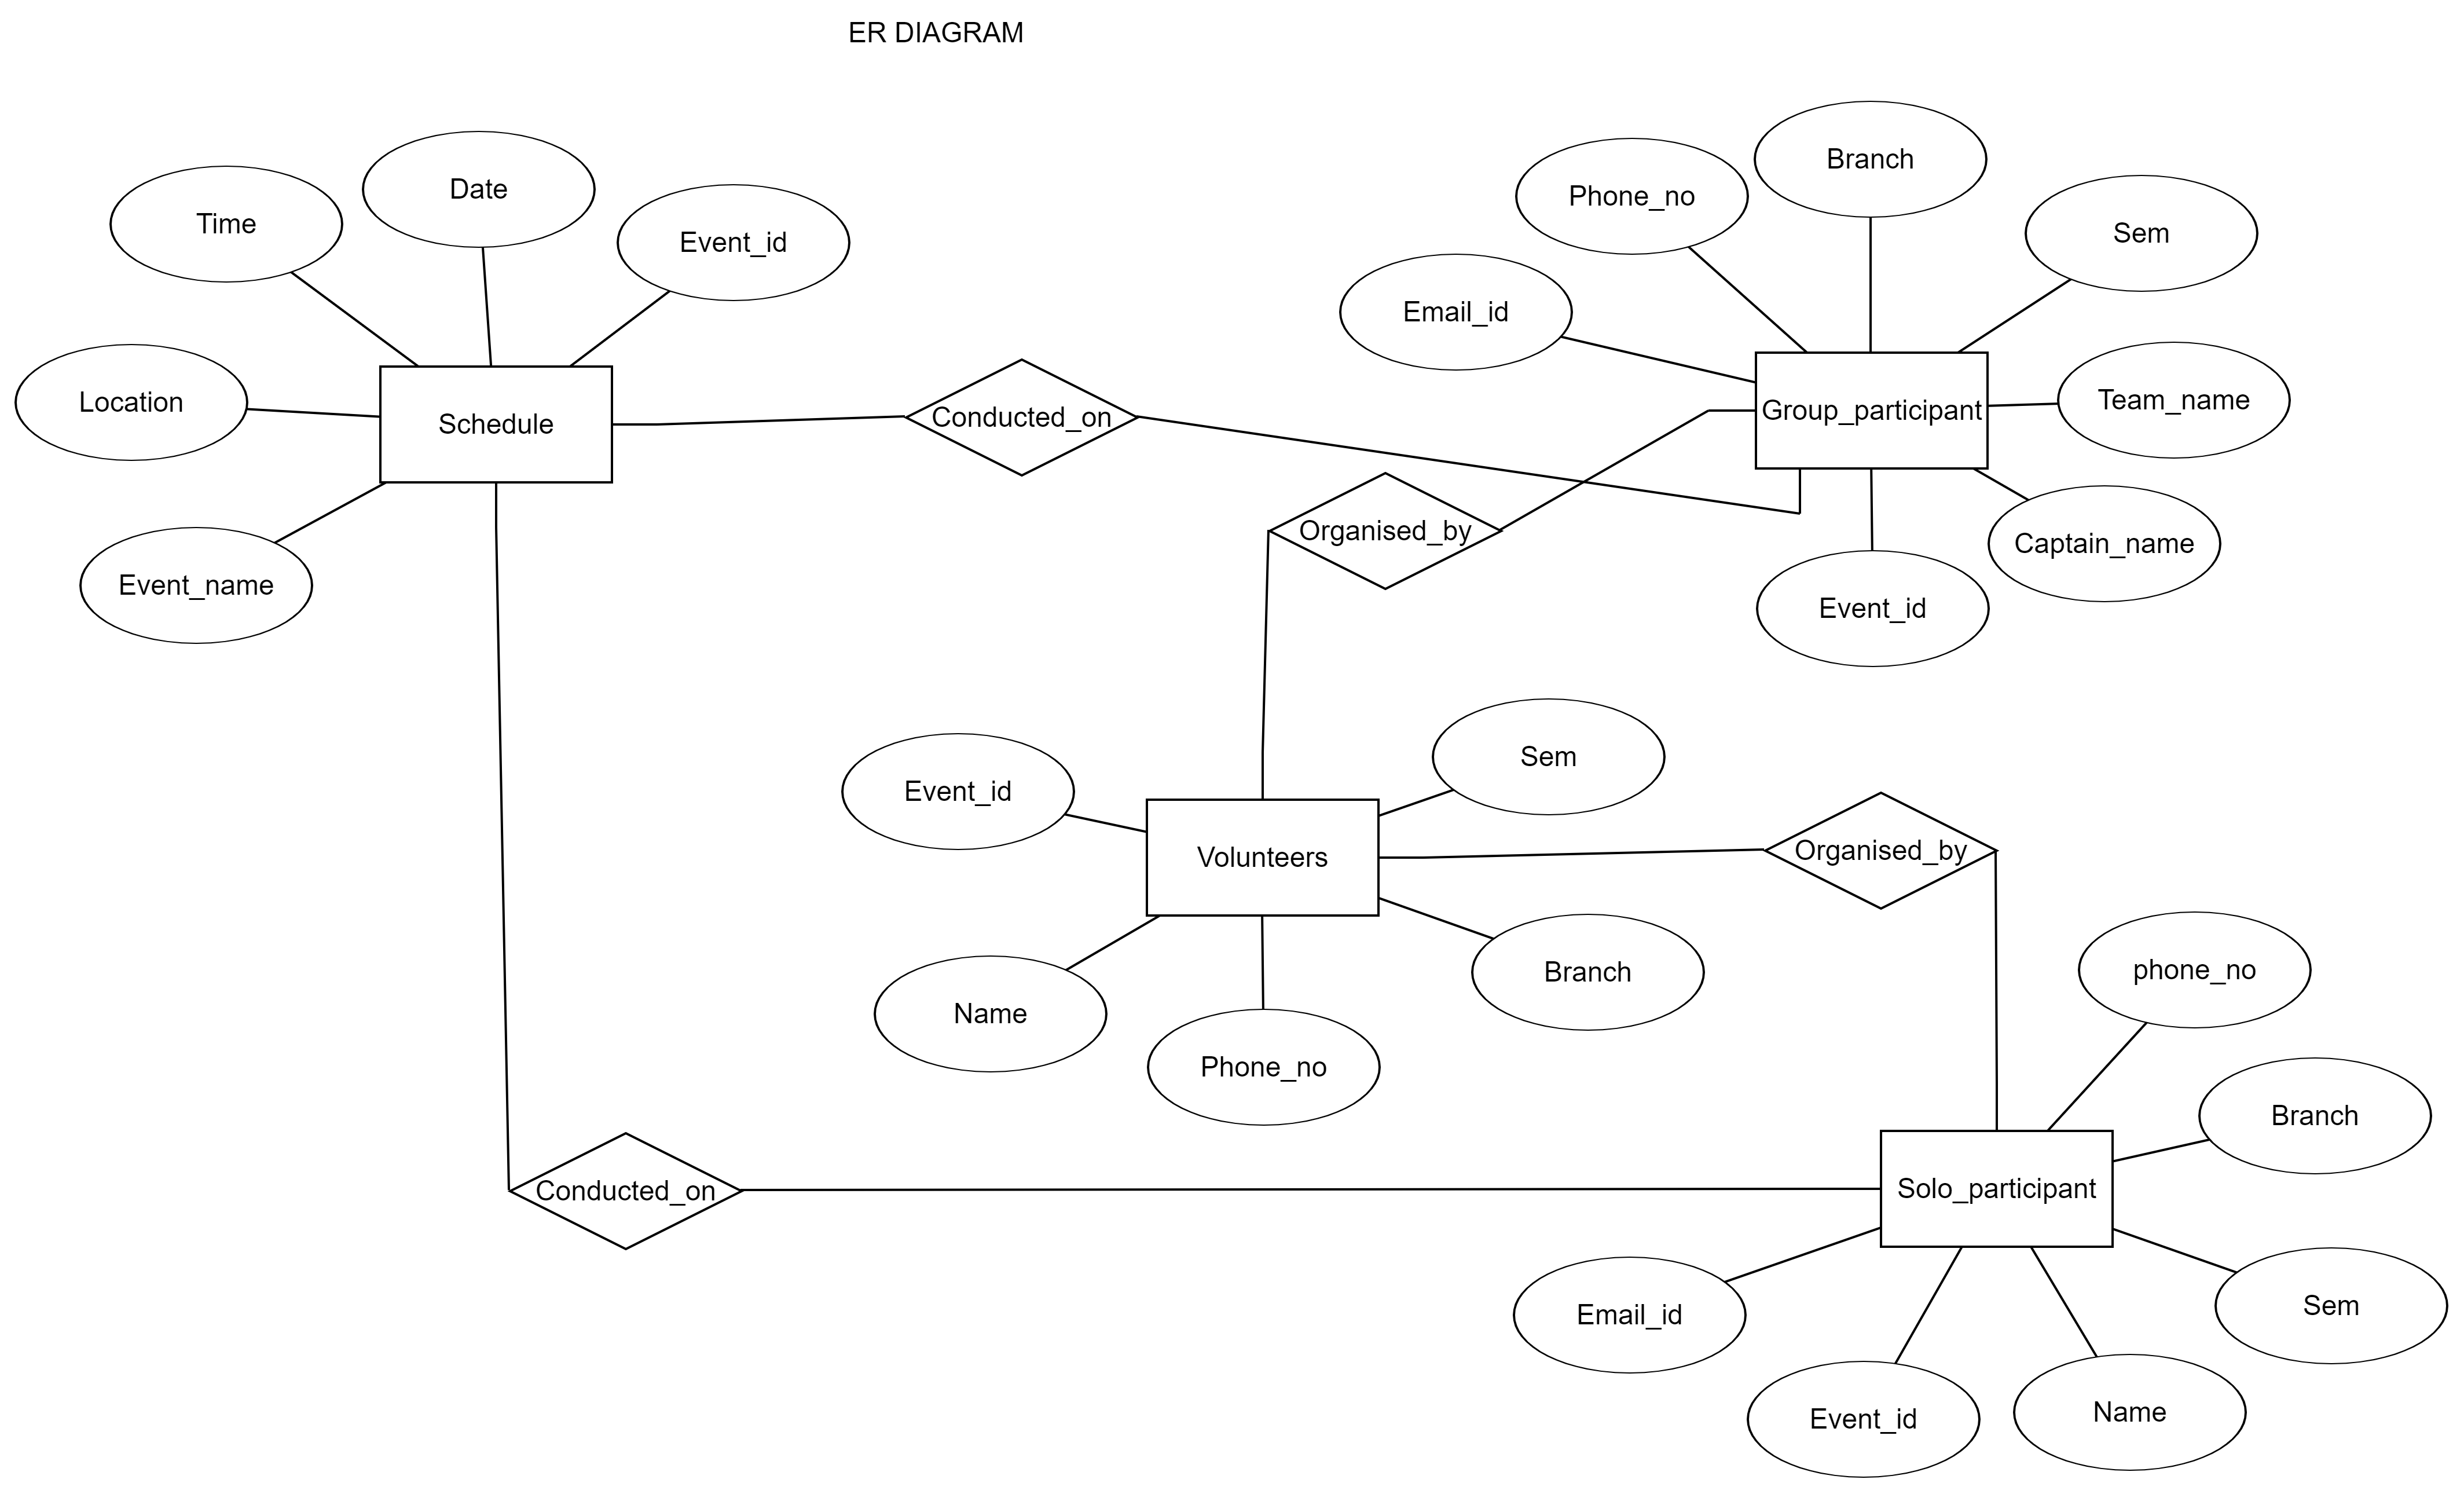 ER DIAGRAM
Time
Date
Event_id
Location
Schedule
Event_name
Conducted_on
Phone_no
Branch
Sem
Email_id
Group_participant
Team_name
Captain_name
Event_id
Organised_by
Event_id
Sem
Volunteers
Name
Phone_no
Branch
Organised_by
phone_no
Branch
Conducted_on
Solo_participant
Email_id
Sem
Event_id
Name